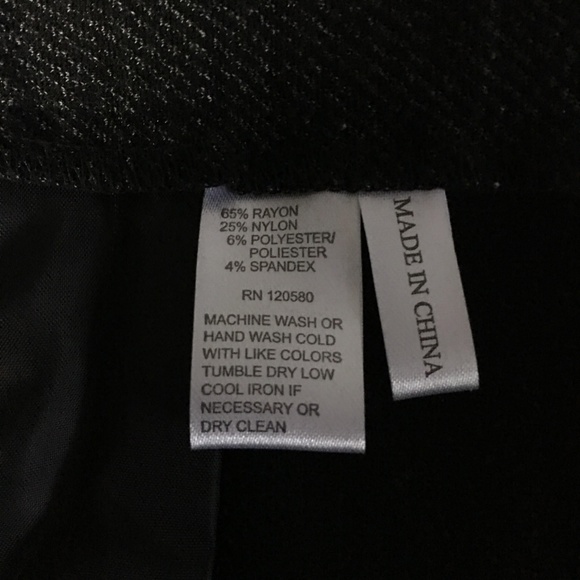 65% RAYON
25% NYLON
6% POLYESTER/
POLIESTER
4% SPANDEX
RN 120580
MACHINE WASH OR
HAND WASH COLD
WITH LIKE COLORS
TUMBLE DRY LOW
COOL IRON IF
NECESSARY OR
DRY CLEAN
MADE IN CHINA